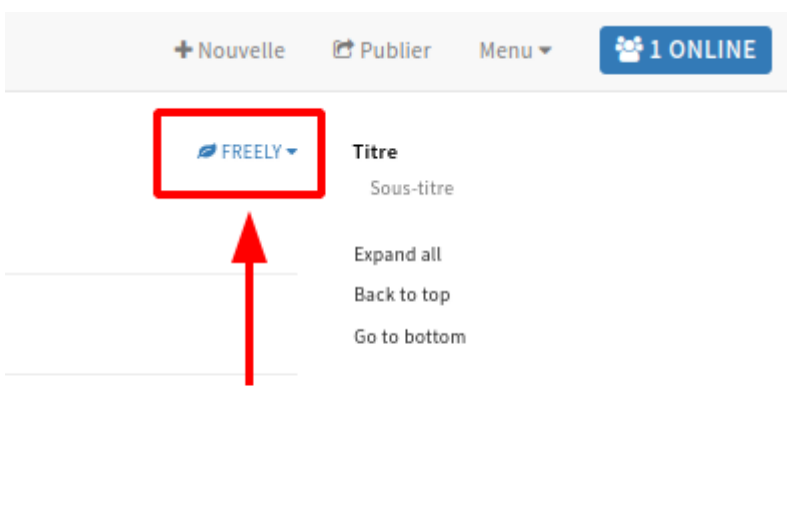 Nouvelle Publier Menu 1 ONLINE
FREELY
Titre
Sous-titre
Expand all
Back to top
Go to bottom